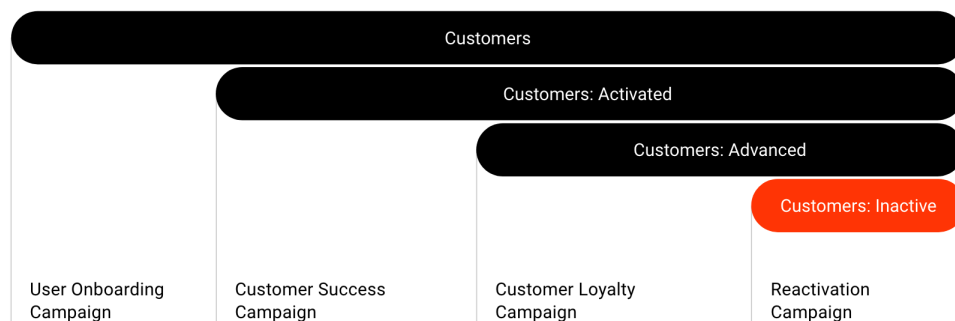 Customers
Customers: Activated
Customers: Advanced
Customers: Inactive
User Onboarding
Campaign
Customer Success
Campaign
Customer Loyalty
Campaign
Reactivation
Campaign